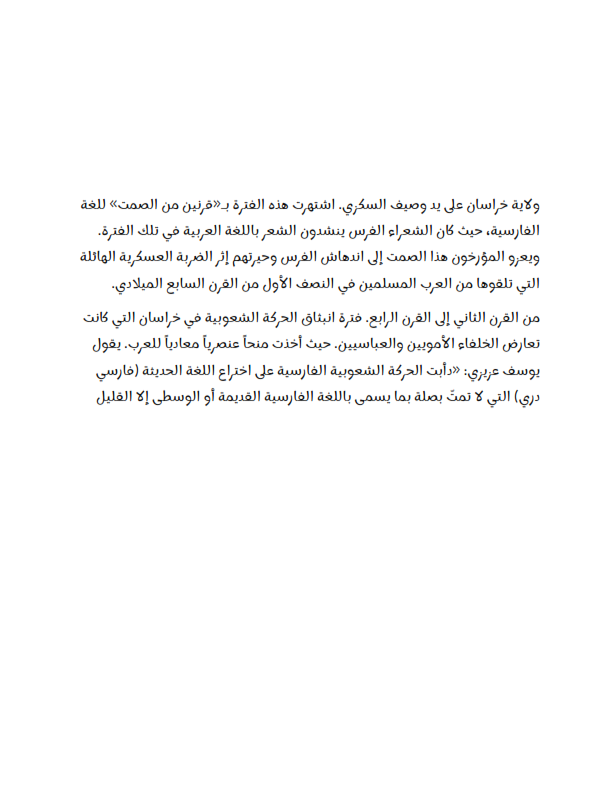 ولاية خراسان على يد وصيف السكزي. اشتهرت هذه الفترة بـ«قرنين من الصمت» للغة
الفارسية، حيث كان الشعراء الفرس ينشدون الشعر باللغة العربية في تلك الفترة.
ويعزو المؤرخون هذا الصمت إلى اندهاش الفرس وحيرتهم إثر الضربة العسكرية الهائلة
التي تلقوها من العرب المسلمين في النصف الأول من القرن السابع الميلادي.
من القرن الثاني إلى القرن الرابع. فترة انبثاق الحركة الشعوبية في خراسان التي كانت
تعارض الخلفاء الأمويين والعباسيين. حيث أخذت منحاً عنصرياً معادياً للعرب. يقول
يوسف عزيزي: «دأبت الحركة الشعوبية الفارسية على اختراع اللغة الحديثة (فارسي
دري) التي لا تمتّ بصلة بما يسمى باللغة الفارسية القديمة أو الوسطى إلا القليل